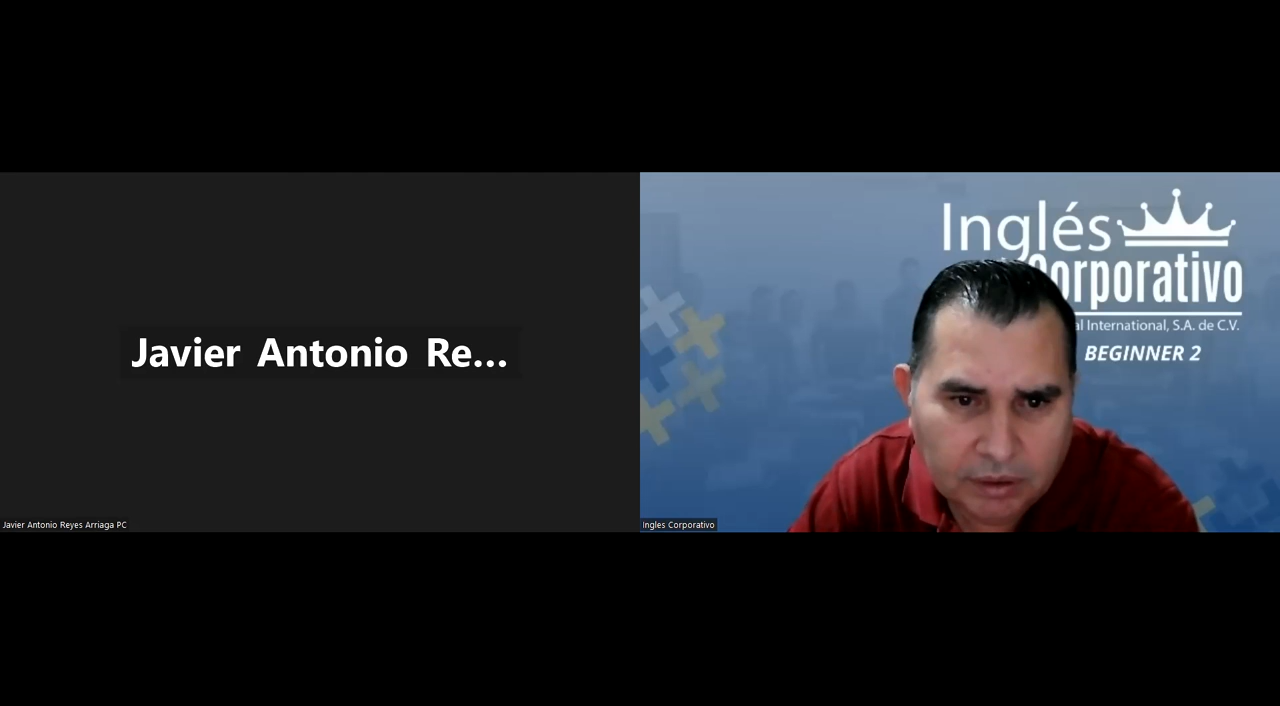 Javier Antonio Re...
Javier Antonio Reyes Arriaga PC
Inglés
Corporativo
al International, S.A. de C.V.
BEGINNER 2
Ingles Corporativo